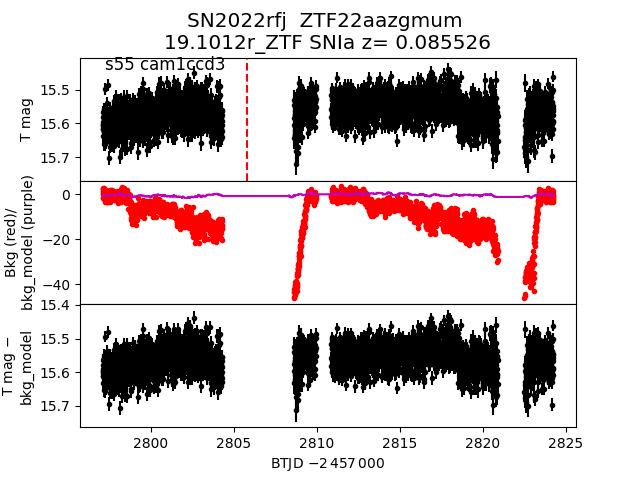 SN2022rfj  ZTF22aazgmum
19.1012r_ZTF SNIa z= 0.085526
s55 cam1ccd3
T mag
15.5
15.6
15.7
Bkg (red)/
bkg_model (purple)
0
−20
−40
T mag −
bkg_model
15.4
15.5
15.6
15.7
2800
2805
2810
2815
2820
2825
BTJD −2 457 000